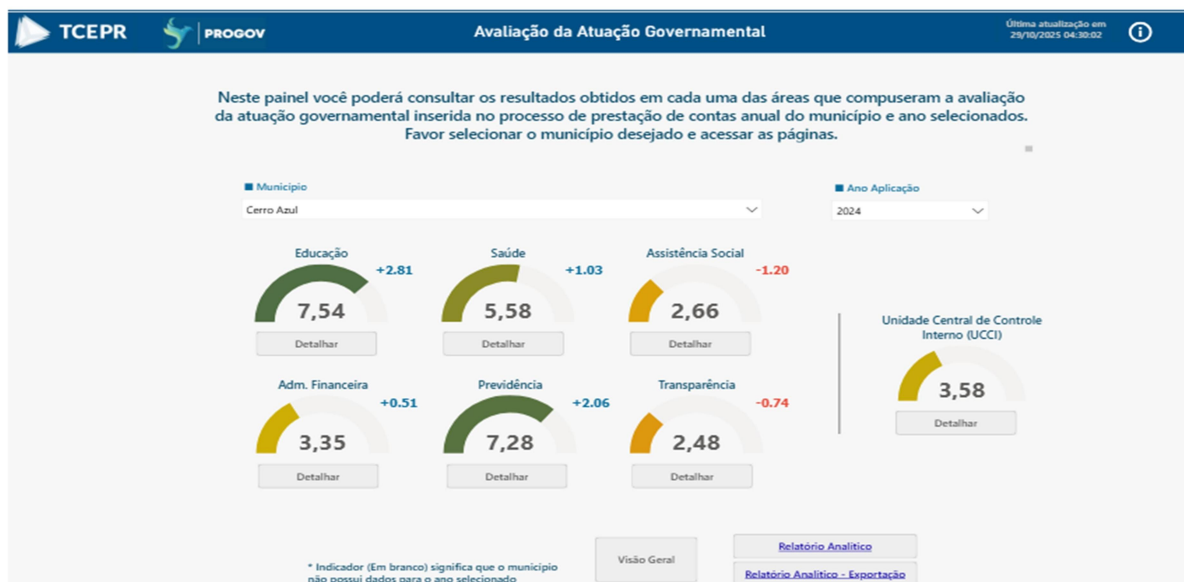 TCEPR
PROGOV
Avaliação da Atuação Governamental
Última atualização em
29/10/2025 04:30:02
Neste painel você poderá consultar os resultados obtidos em cada uma das áreas que compuseram a avaliação
da atuação governamental inserida no processo de prestação de contas anual do município e ano selecionados.
Favor selecionar o município desejado e acessar as páginas.
Município
Ano Aplicação
Cerro Azul
2024
Educação
+2.81
7,54
Detalhar
Saúde
+1.03
5,58
Detalhar
Assistência Social
-1.20
2,66
Detalhar
Adm. Financeira
+0.51
3,35
Detalhar
Previdência
+2.06
7,28
Detalhar
Transparência
-0.74
2,48
Detalhar
Unidade Central de Controle
Interno (UCCI)
3,58
Detalhar
* Indicador (Em branco) significa que o município
não possui dados para o ano selecionado
Visão Geral
Relatório Analítico
Relatório Analítico - Exportação